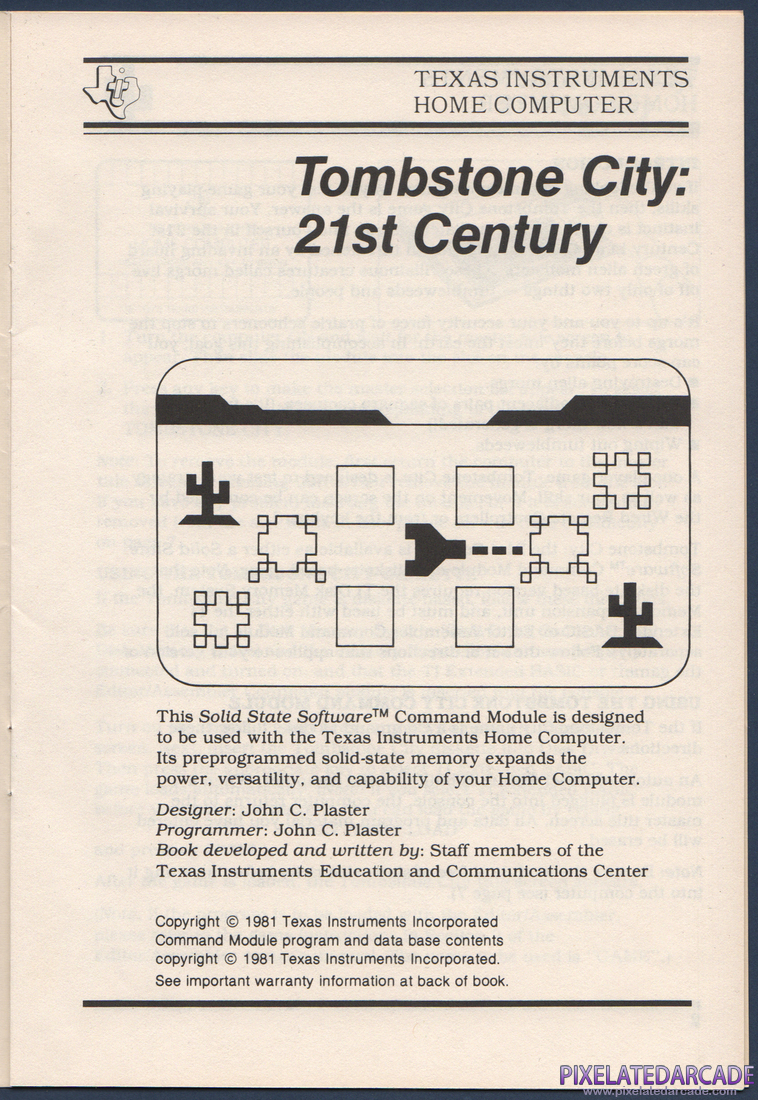 TEXAS INSTRUMENTS
HOME COMPUTER
Tombstone City:
21st Century
This Solid State Software™ Command Module is designed
to be used with the Texas Instruments Home Computer.
Its preprogrammed solid-state memory expands the
power, versatility, and capability of your Home Computer.
Designer: John C. Plaster
Programmer: John C. Plaster
Book developed and written by: Staff members of the
Texas Instruments Education and Communications Center
Copyright © 1981 Texas Instruments Incorporated
Command Module program and data base contents
copyright © 1981 Texas Instruments Incorporated.
See important warranty information at back of book.
PIXELATEDARCADE
www.pixelatedarcade.com